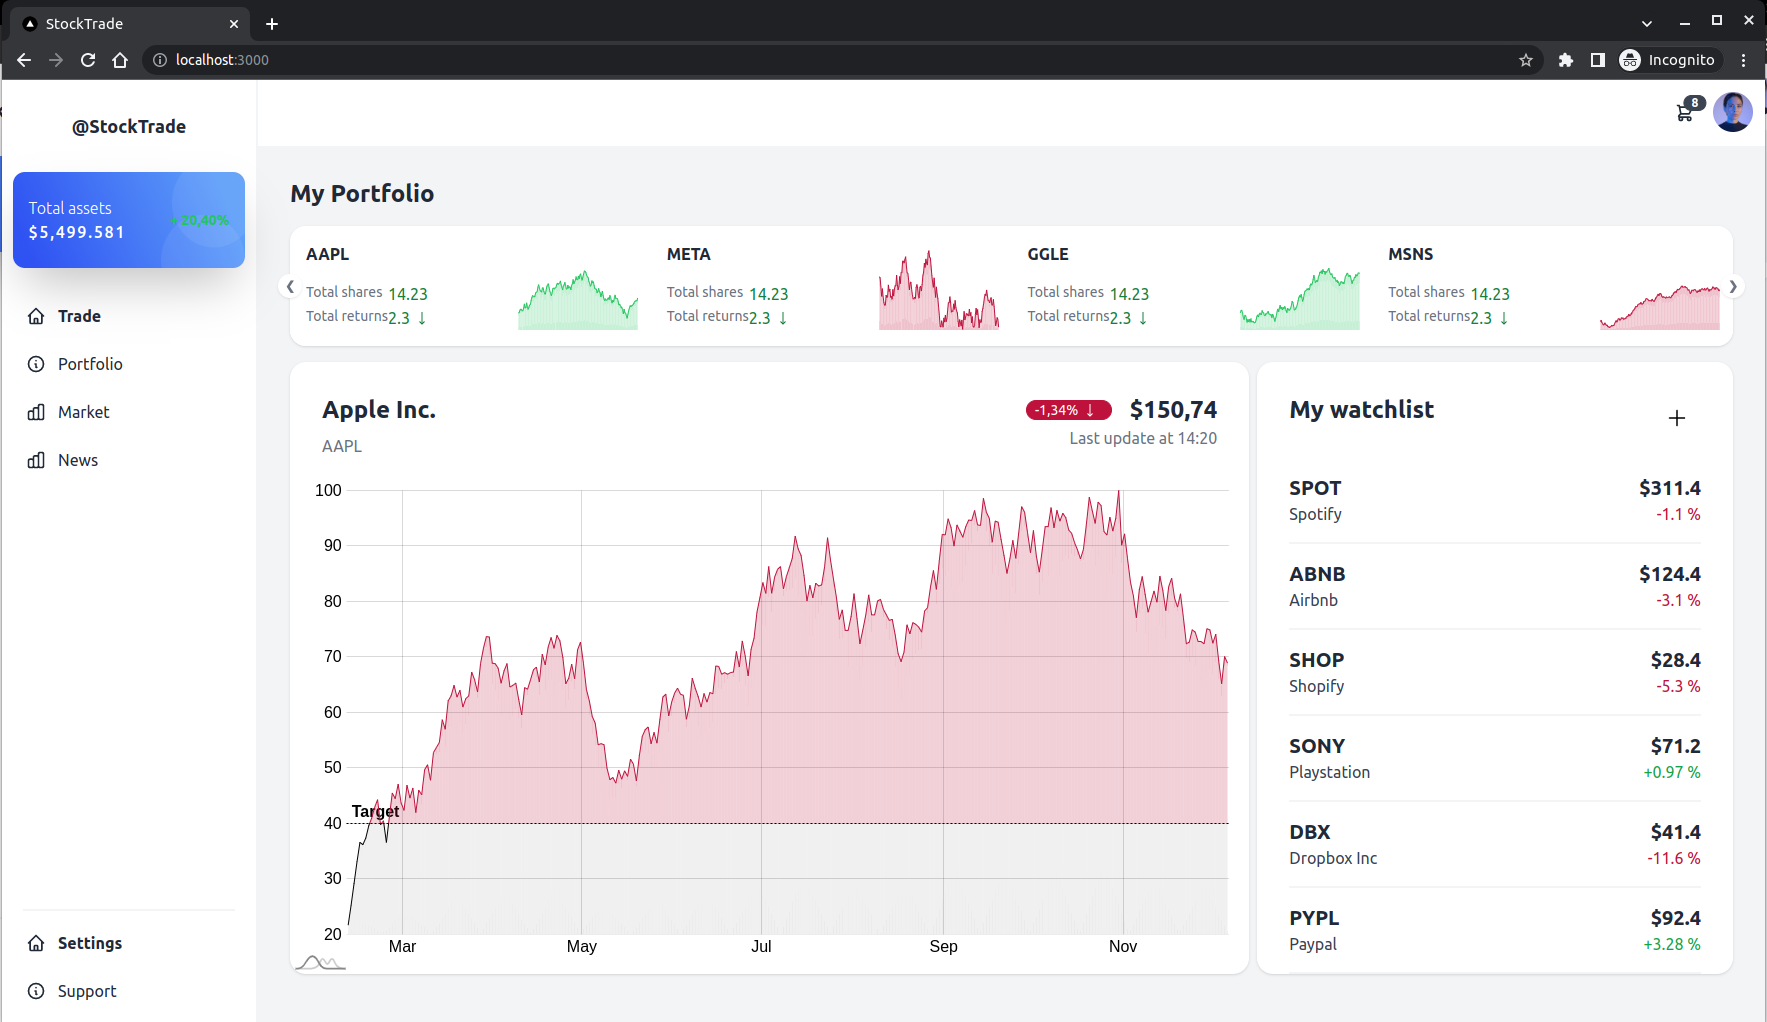 StockTrade
localhost:3000
Incognito
@StockTrade
8
Total assets
$5,499.581
+ 20,40%
Trade
Portfolio
Market
News
Settings
Support
My Portfolio
AAPL
Total shares 14.23
Total returns 2.3 ↓
META
Total shares 14.23
Total returns 2.3 ↓
GGLE
Total shares 14.23
Total returns 2.3 ↓
MSNS
Total shares 14.23
Total returns 2.3 ↓
Apple Inc.
AAPL
-1,34% ↓ $150,74
Last update at 14:20
100
90
80
70
60
50
Target
40
30
20
Mar May Jul Sep Nov
My watchlist
SPOT $311.4
Spotify -1.1 %
ABNB $124.4
Airbnb -3.1 %
SHOP $28.4
Shopify -5.3 %
SONY $71.2
Playstation +0.97 %
DBX $41.4
Dropbox Inc -11.6 %
PYPL $92.4
Paypal +3.28 %